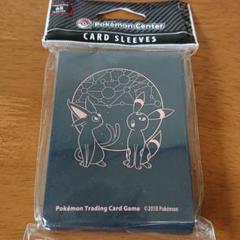 Pokémon Center
CARD SLEEVES
Pokémon Trading Card Game ©2018 Pokémon